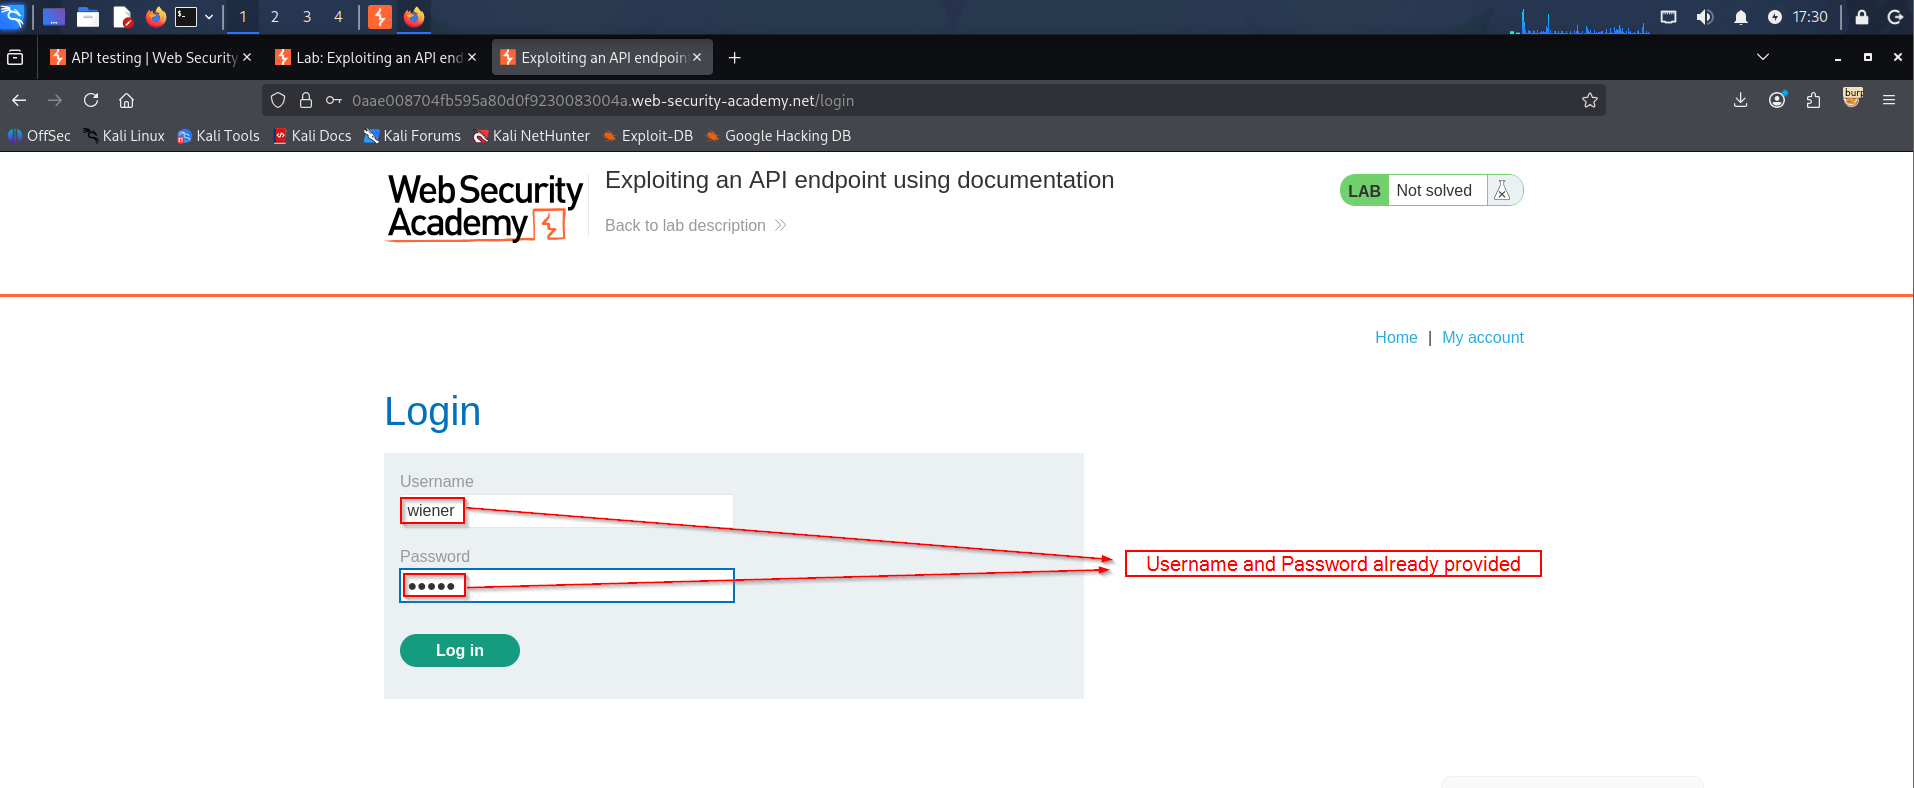 1 2 3 4 17:30
API testing | Web Security
Lab: Exploiting an API end
Exploiting an API endpoin
0aae008704fb595a80d0f9230083004a.web-security-academy.net/login
burp
OffSec Kali Linux Kali Tools Kali Docs Kali Forums Kali NetHunter Exploit-DB Google Hacking DB
Web Security
Academy
Exploiting an API endpoint using documentation
Back to lab description
LAB Not solved
Home | My account
Login
Username
wiener
Password
Username and Password already provided
Log in